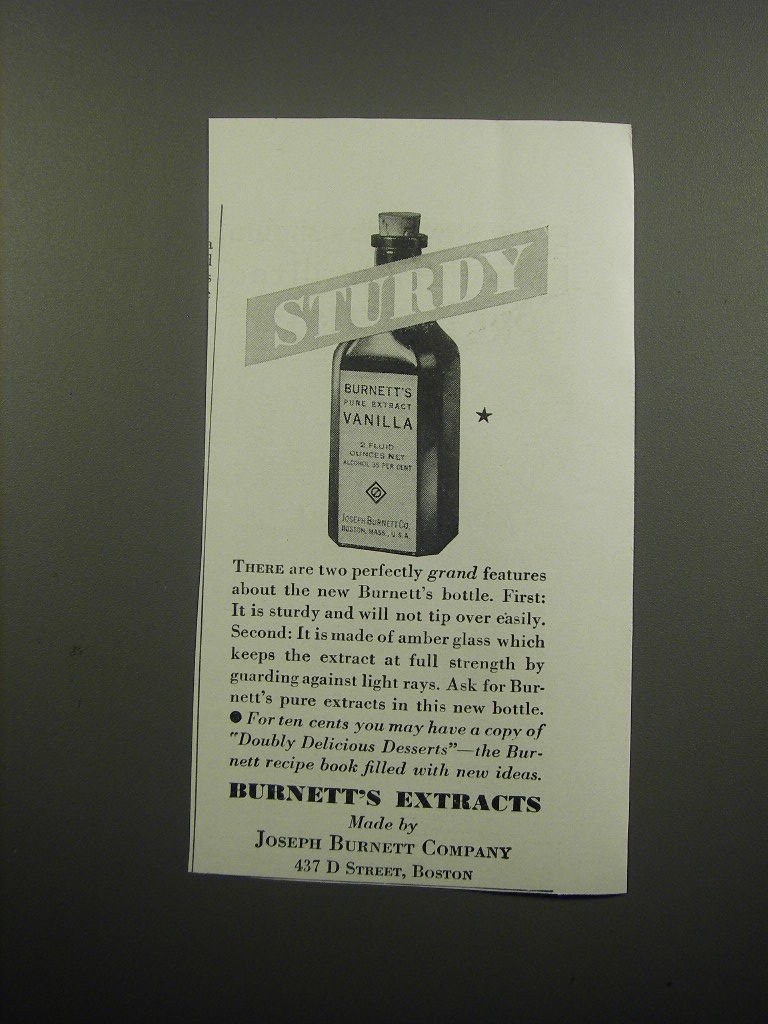 STURDY
BURNETT'S
PURE EXTRACT
VANILLA
2 FLUID
OUNCES NET
ALCOHOL 35 PER CENT
JOSEPH BURNETT CO.
BOSTON, MASS., U.S.A.
THERE are two perfectly grand features
about the new Burnett's bottle. First:
It is sturdy and will not tip over easily.
Second: It is made of amber glass which
keeps the extract at full strength by
guarding against light rays. Ask for Bur-
nett's pure extracts in this new bottle.
● For ten cents you may have a copy of
"Doubly Delicious Desserts"—the Bur-
nett recipe book filled with new ideas.
BURNETT'S EXTRACTS
Made by
JOSEPH BURNETT COMPANY
437 D STREET, BOSTON